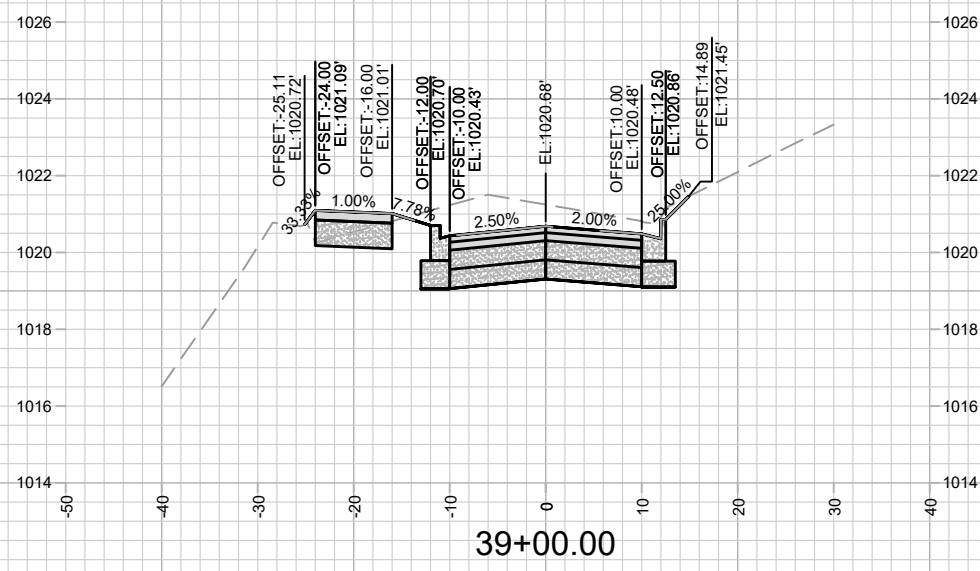 1026
1026
1024
1024
1022
1022
1020
1020
1018
1018
1016
1016
1014
1014
OFFSET:-25.11
EL:1020.72'
OFFSET:-24.00
EL:1021.09'
OFFSET:-16.00
EL:1021.01'
OFFSET:-12.00
EL:1020.70'
OFFSET:-10.00
EL:1020.43'
EL:1020.68'
OFFSET:10.00
EL:1020.48'
OFFSET:12.50
EL:1020.86'
OFFSET:14.89
EL:1021.45'
33.33%
1.00%
7.78%
2.50%
2.00%
25.00%
-50
-40
-30
-20
-10
0
10
20
30
40
39+00.00